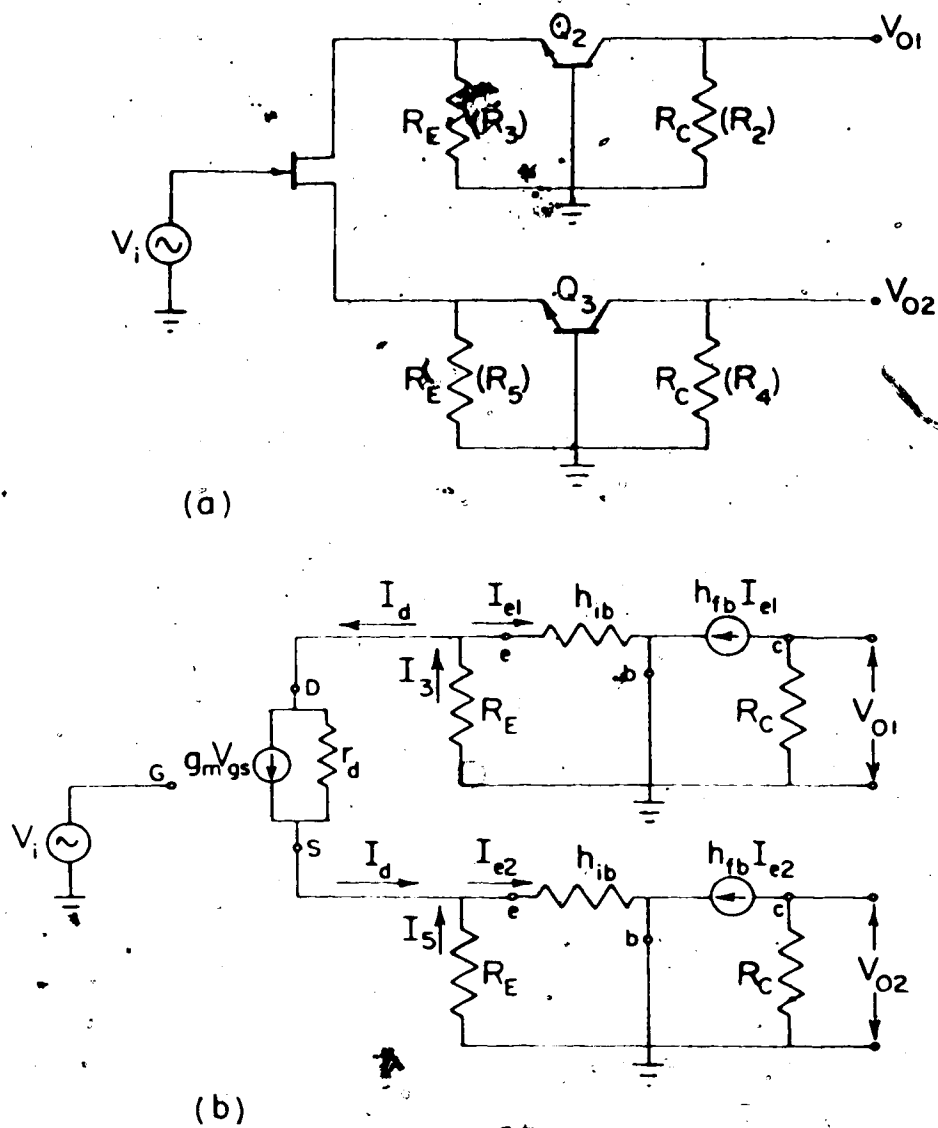 Q2
VO1
RE (R3)
RC (R2)
Vi
Q3
VO2
RE (R5)
RC (R4)
(a)
Id
Ie1
hib
hfb Ie1
e
c
I3
b
D
RE
RC
VO1
gmVgs
rd
G
Vi
S
Id
Ie2
hib
hfb Ie2
e
c
I5
b
RE
RC
VO2
(b)